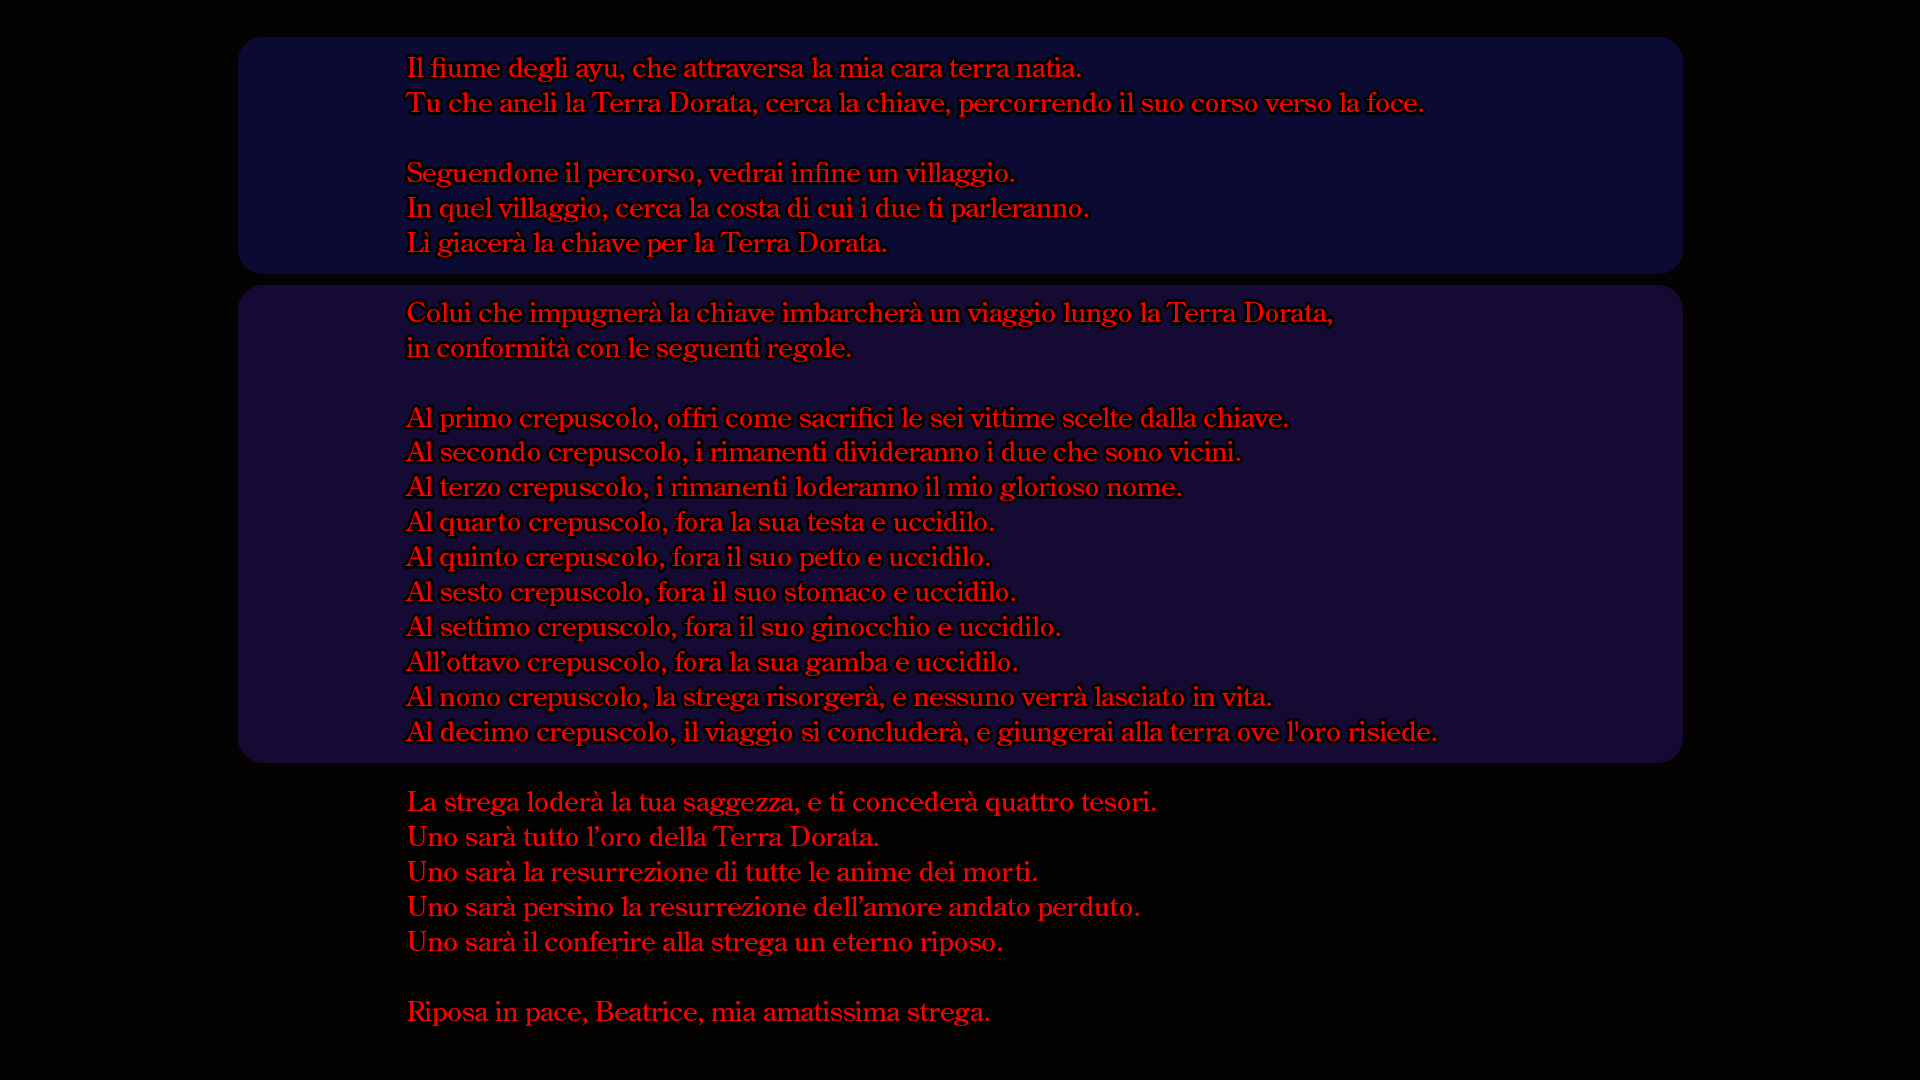 Il fiume degli ayu, che attraversa la mia cara terra natia.
Tu che aneli la Terra Dorata, cerca la chiave, percorrendo il suo corso verso la foce.
Seguendone il percorso, vedrai infine un villaggio.
In quel villaggio, cerca la costa di cui i due ti parleranno.
Lì giacerà la chiave per la Terra Dorata.
Colui che impugnerà la chiave imbarcherà un viaggio lungo la Terra Dorata,
in conformità con le seguenti regole.
Al primo crepuscolo, offri come sacrifici le sei vittime scelte dalla chiave.
Al secondo crepuscolo, i rimanenti divideranno i due che sono vicini.
Al terzo crepuscolo, i rimanenti loderanno il mio glorioso nome.
Al quarto crepuscolo, fora la sua testa e uccidilo.
Al quinto crepuscolo, fora il suo petto e uccidilo.
Al sesto crepuscolo, fora il suo stomaco e uccidilo.
Al settimo crepuscolo, fora il suo ginocchio e uccidilo.
All’ottavo crepuscolo, fora la sua gamba e uccidilo.
Al nono crepuscolo, la strega risorgerà, e nessuno verrà lasciato in vita.
Al decimo crepuscolo, il viaggio si concluderà, e giungerai alla terra ove l'oro risiede.
La strega loderà la tua saggezza, e ti concederà quattro tesori.
Uno sarà tutto l’oro della Terra Dorata.
Uno sarà la resurrezione di tutte le anime dei morti.
Uno sarà persino la resurrezione dell’amore andato perduto.
Uno sarà il conferire alla strega un eterno riposo.
Riposa in pace, Beatrice, mia amatissima strega.